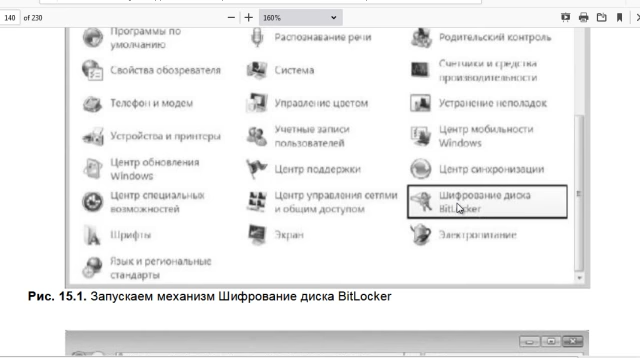 140 of 230
160%
Программы по умолчанию
Распознавание речи
Родительский контроль
Свойства обозревателя
Система
Счетчики и средства производительности
Телефон и модем
Управление цветом
Устранение неполадок
Устройства и принтеры
Учетные записи пользователей
Центр мобильности Windows
Центр обновления Windows
Центр поддержки
Центр синхронизации
Центр специальных возможностей
Центр управления сетями и общим доступом
Шифрование диска BitLocker
Шрифты
Экран
Электропитание
Язык и региональные стандарты
Рис. 15.1. Запускаем механизм Шифрование диска BitLocker